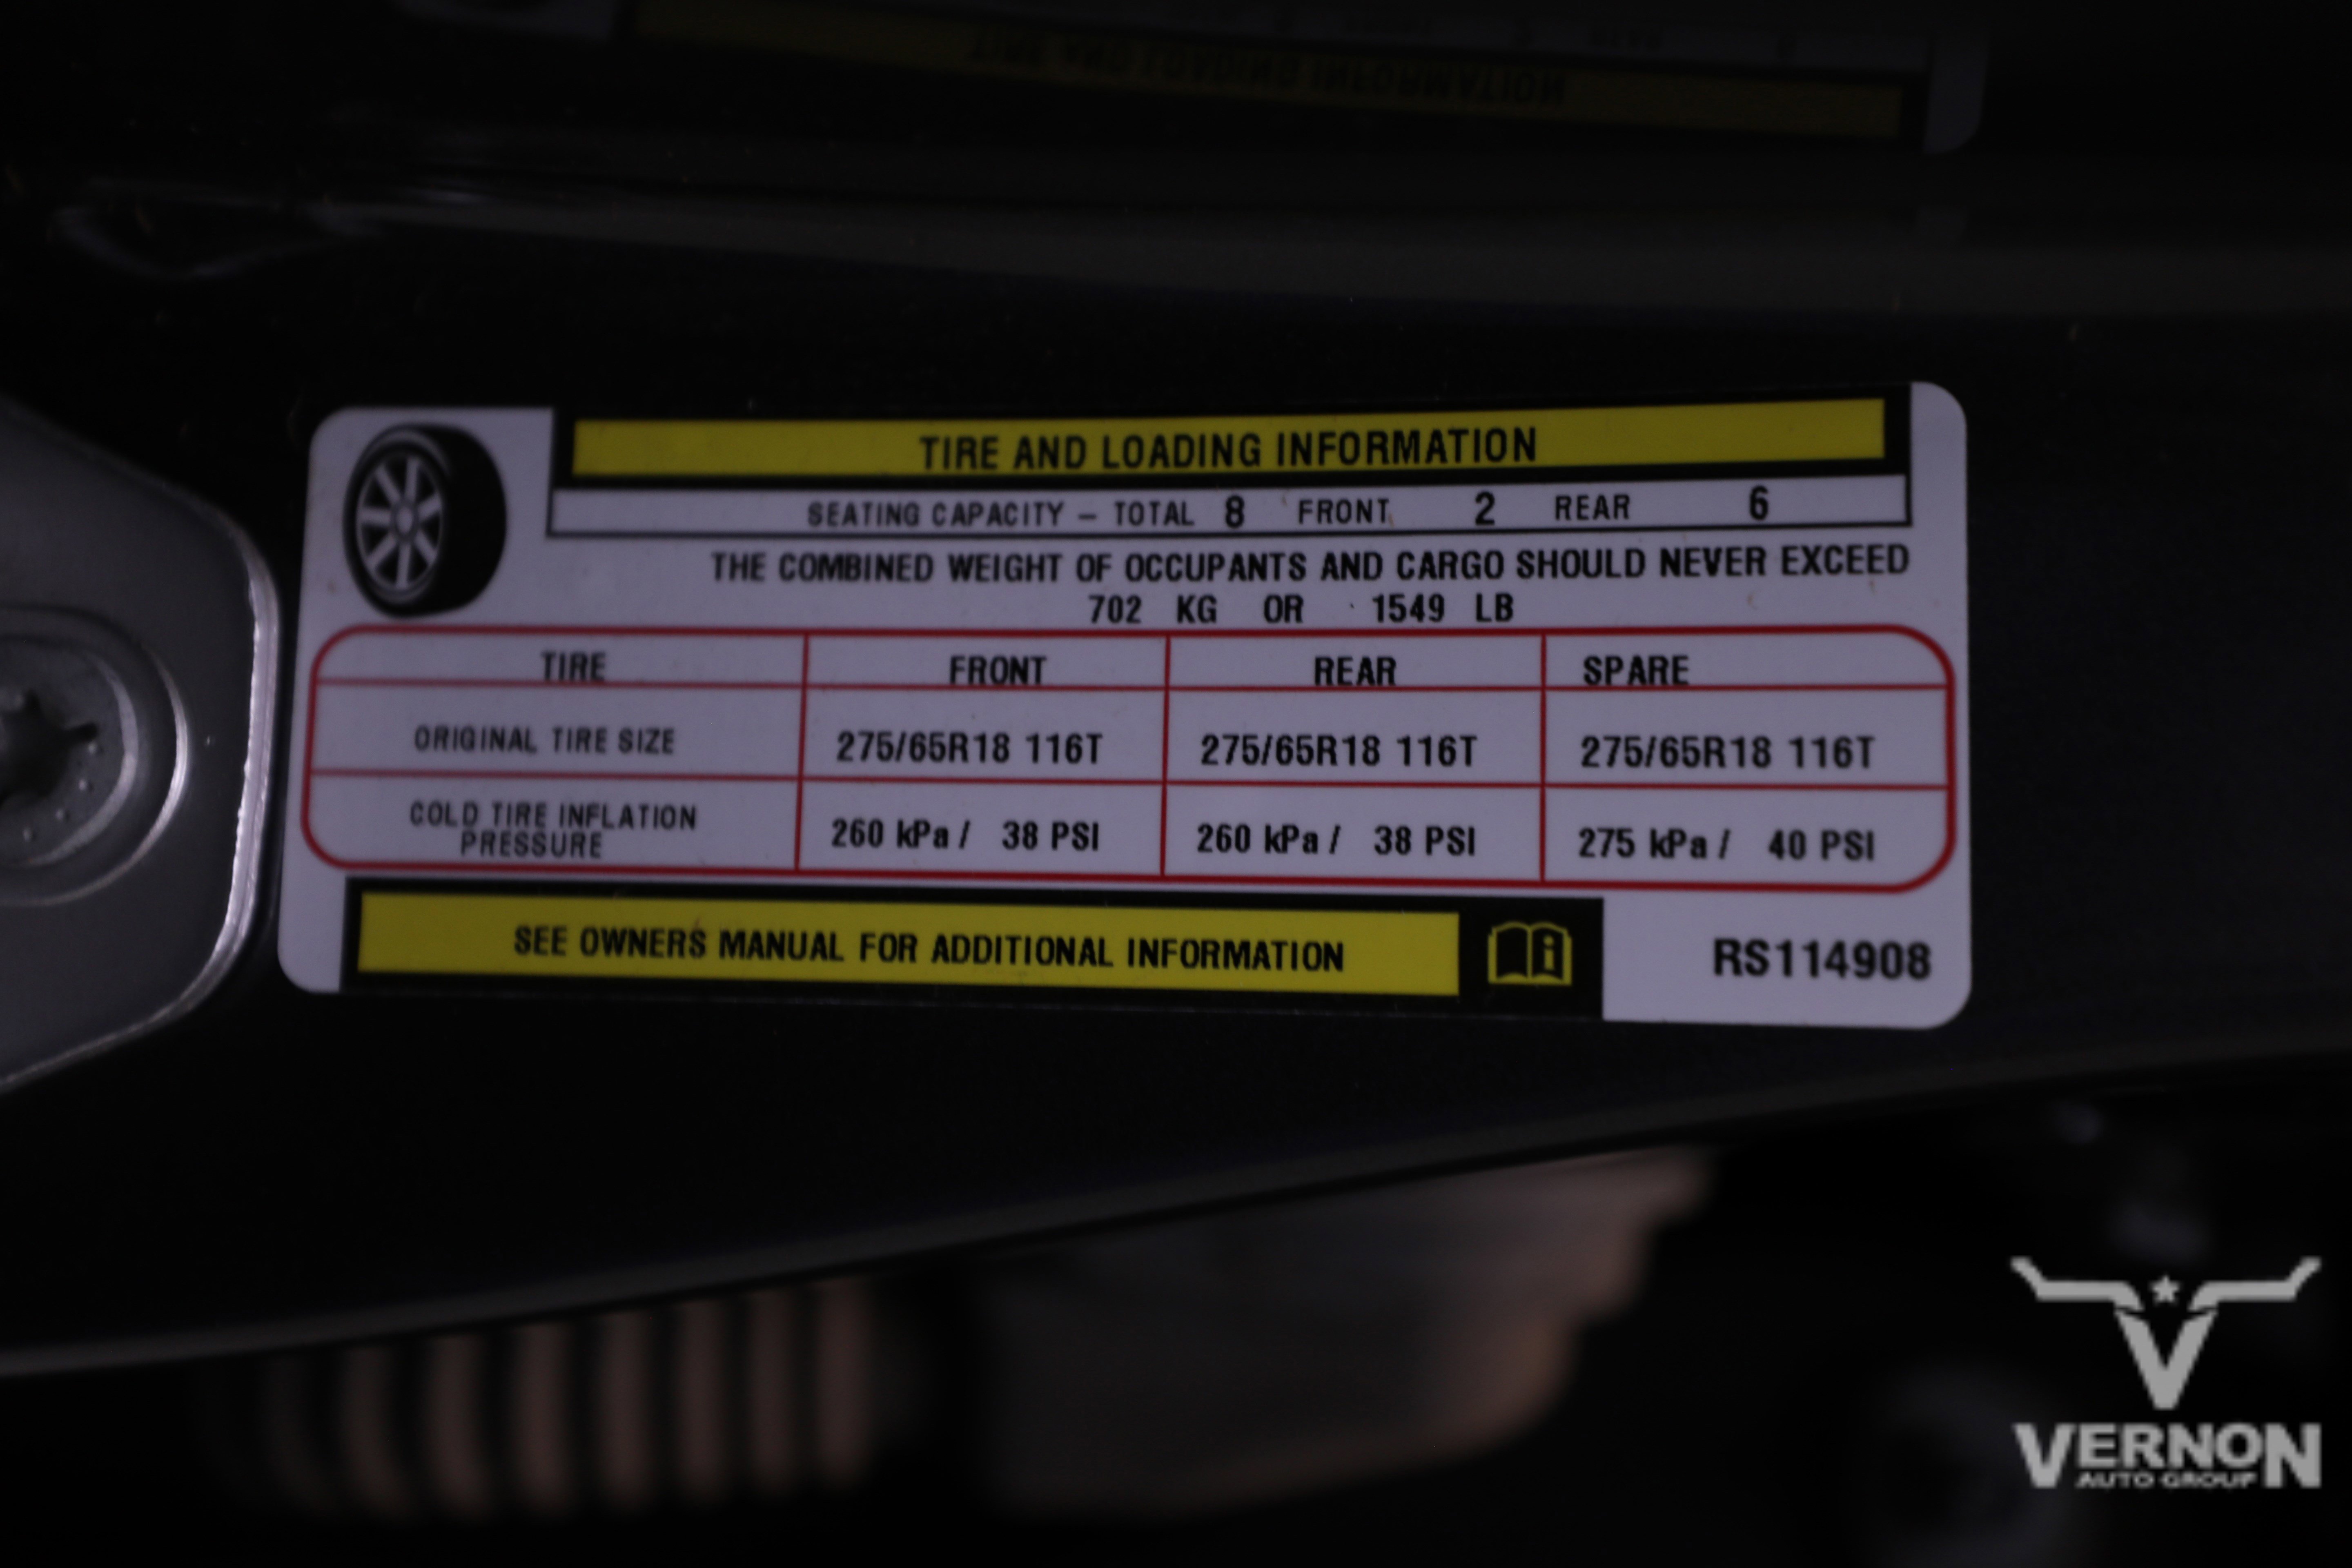 TIRE AND LOADING INFORMATION
SEATING CAPACITY – TOTAL 8 FRONT 2 REAR 6
THE COMBINED WEIGHT OF OCCUPANTS AND CARGO SHOULD NEVER EXCEED
702 KG OR 1549 LB
TIRE FRONT REAR SPARE
ORIGINAL TIRE SIZE 275/65R18 116T 275/65R18 116T 275/65R18 116T
COLD TIRE INFLATION
PRESSURE 260 kPa / 38 PSI 260 kPa / 38 PSI 275 kPa / 40 PSI
SEE OWNERS MANUAL FOR ADDITIONAL INFORMATION
RS114908
VERNON
AUTO GROUP